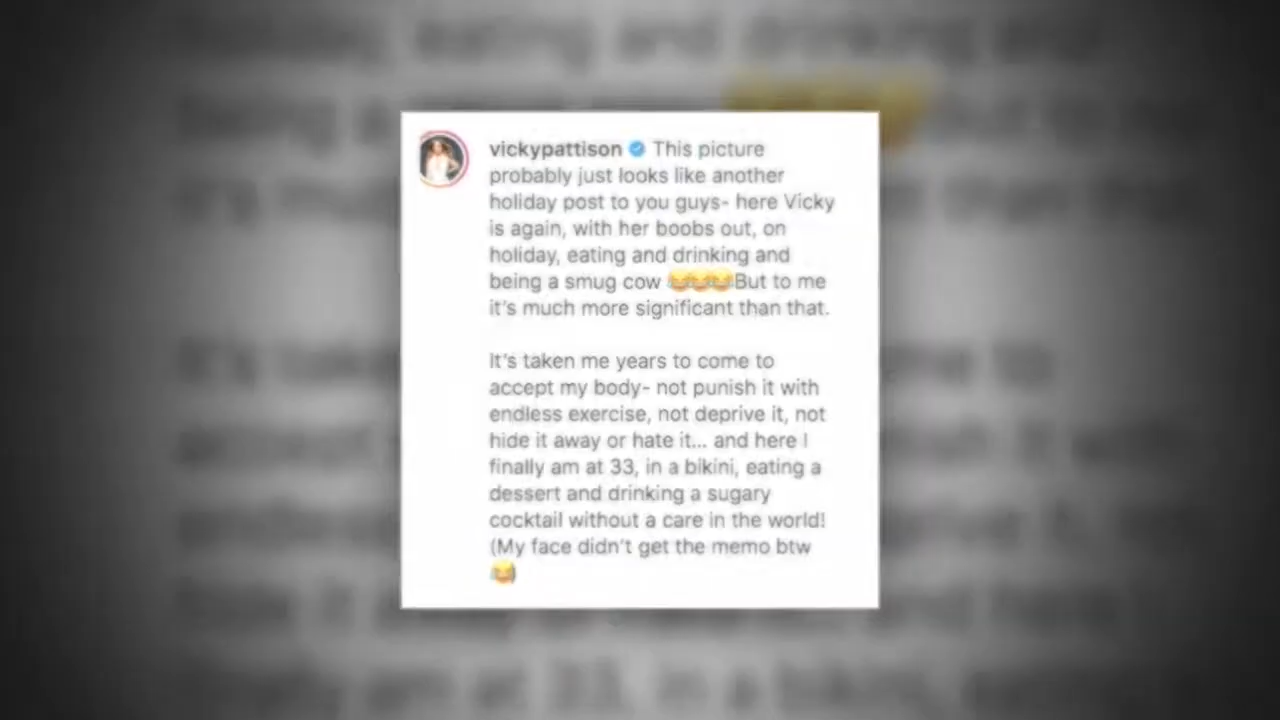 vickypattison This picture
probably just looks like another
holiday post to you guys- here Vicky
is again, with her boobs out, on
holiday, eating and drinking and
being a smug cow 😂😂😂But to me
it's much more significant than that.
It's taken me years to come to
accept my body- not punish it with
endless exercise, not deprive it, not
hide it away or hate it... and here I
finally am at 33, in a bikini, eating a
dessert and drinking a sugary
cocktail without a care in the world!
(My face didn't get the memo btw
😂